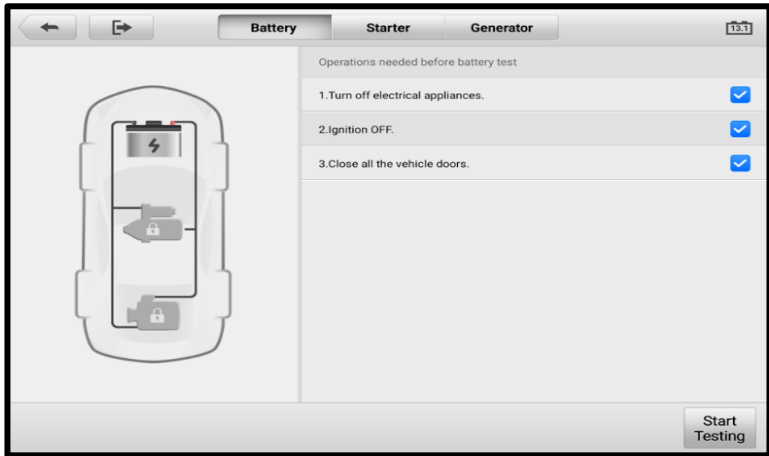 Battery
Starter
Generator
13.1
Operations needed before battery test
1.Turn off electrical appliances.
2.Ignition OFF.
3.Close all the vehicle doors.
Start
Testing